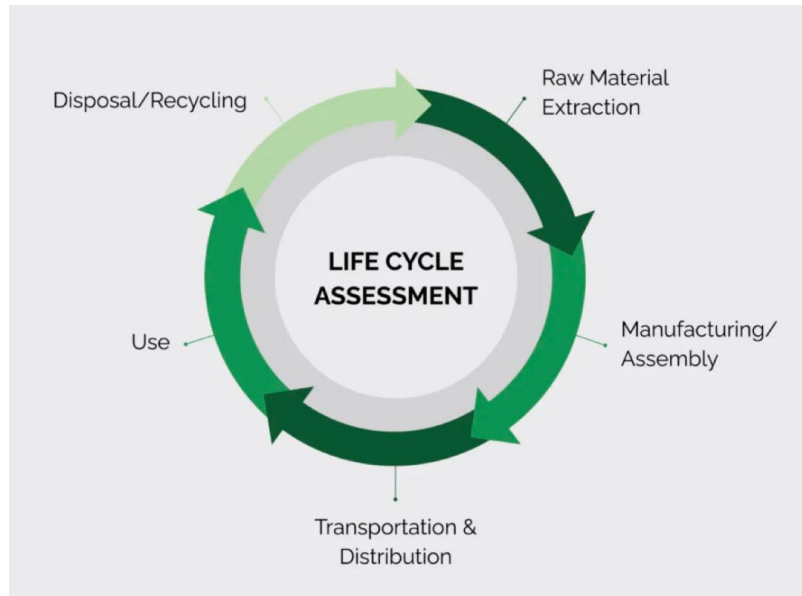 Disposal/Recycling
Raw Material
Extraction
LIFE CYCLE
ASSESSMENT
Use
Manufacturing/
Assembly
Transportation &
Distribution